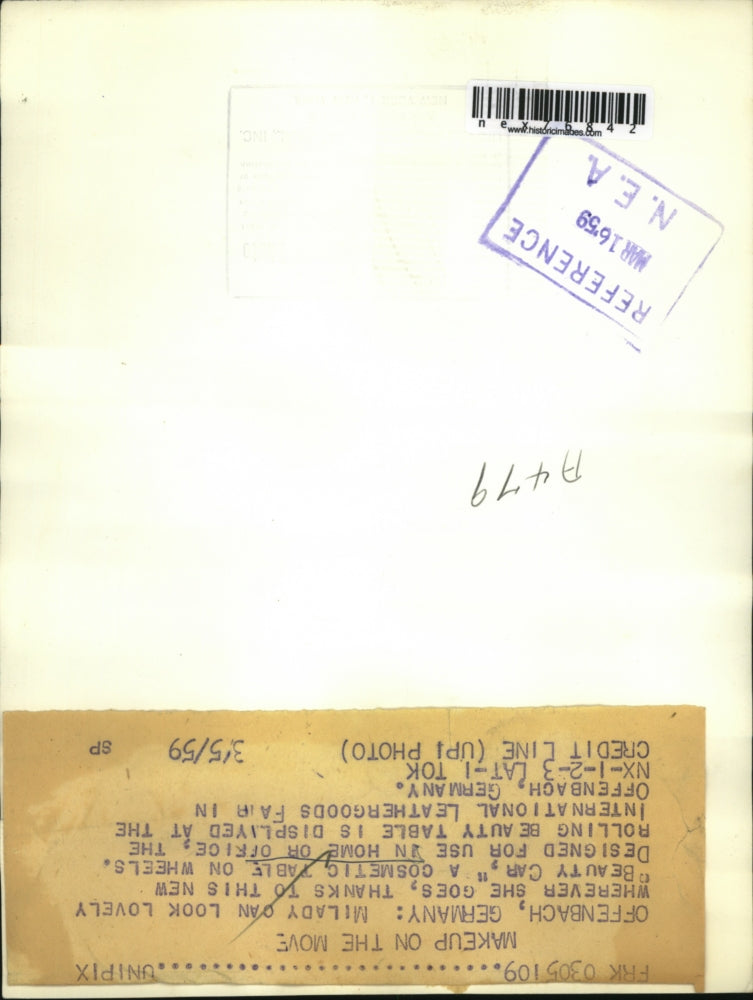 nex76842
www.historicimages.com
N. E. A.
MAR 16 '59
REFERENCE
A479
FRK 0305109..............................UNIPIX
MAKEUP ON THE MOVE
OFFENBACH, GERMANY: MILADY CAN LOOK LOVELY
WHEREVER SHE GOES, THANKS TO THIS NEW
"BEAUTY CAR", A COSMETIC TABLE ON WHEELS.
DESIGNED FOR USE IN HOME OR OFFICE, THE
ROLLING BEAUTY TABLE IS DISPLAYED AT THE
INTERNATIONAL LEATHERGOODS FAIR IN
OFFENBACH, GERMANY.
NX-1-2-3 LAT-1 TOK
CREDIT LINE (UPI PHOTO) 3/5/59 SP